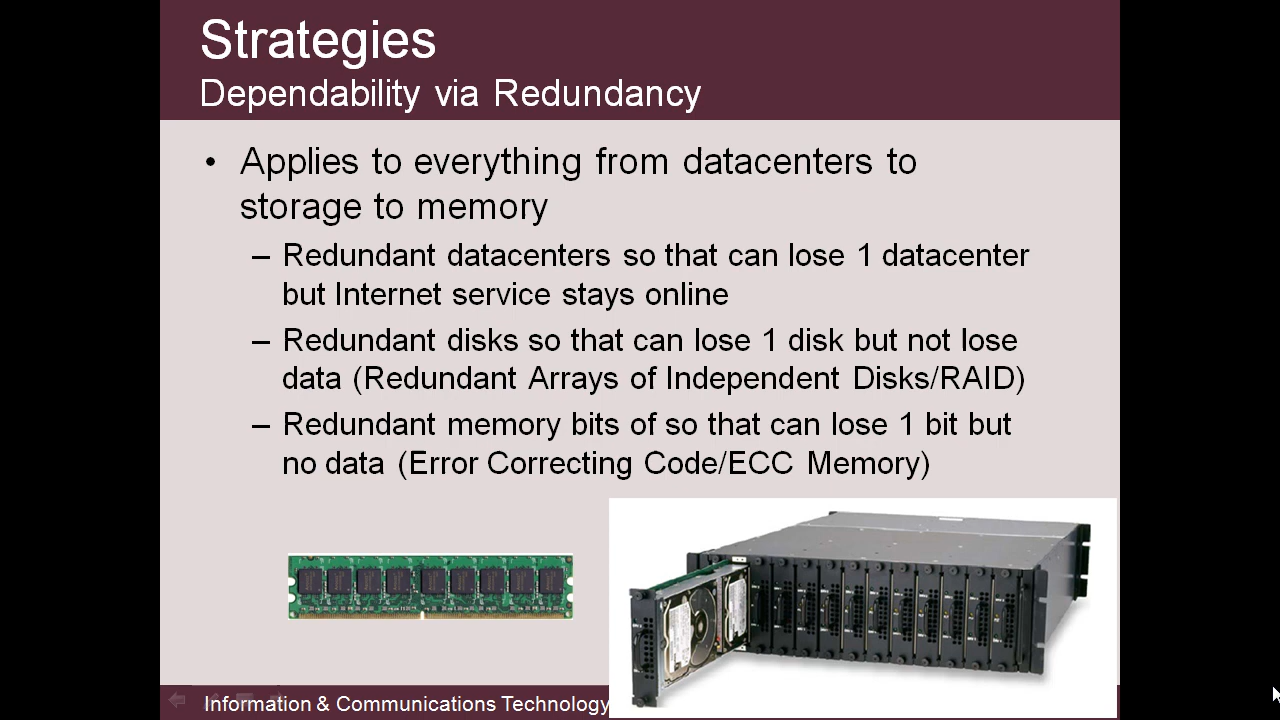 Strategies
Dependability via Redundancy
• Applies to everything from datacenters to
storage to memory
– Redundant datacenters so that can lose 1 datacenter
but Internet service stays online
– Redundant disks so that can lose 1 disk but not lose
data (Redundant Arrays of Independent Disks/RAID)
– Redundant memory bits of so that can lose 1 bit but
no data (Error Correcting Code/ECC Memory)
Information & Communications Technology